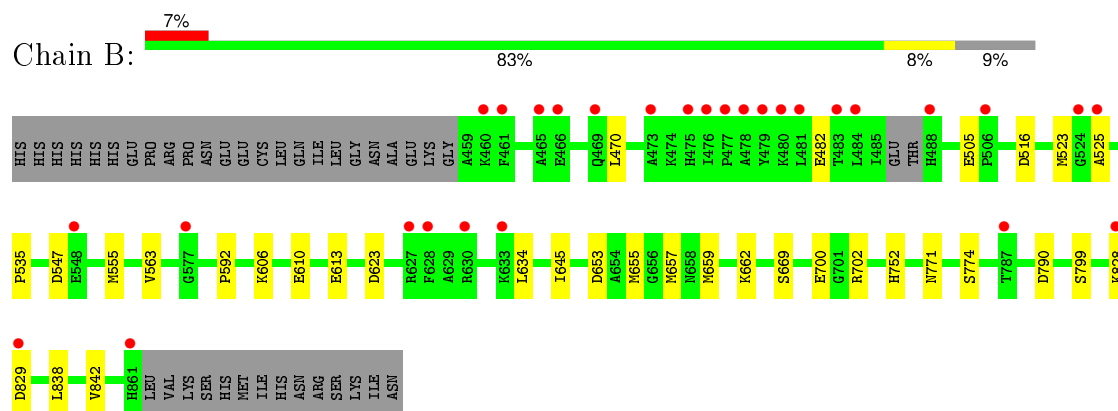 7%
Chain B:
83% 8% 9%
HIS HIS HIS HIS HIS HIS GLU PRO ARG PRO ASN GLU GLU CYS LEU GLN ILE LEU GLY ASN ALA GLU LYS GLY A459 K460 F461 A465 E466 Q469 L470 A473 K474 H475 I476 P477 A478 Y479 K480 L481 E482 T483 L484 I485 GLU THR H488 E505 P506 D516 M523 G524 A525
P535 D547 E548 M555 V563 G577 P592 K606 E610 E613 D623 R627 F628 A629 R630 K633 L634 I645 D653 A654 M655 G656 M657 N658 M659 K662 S669 E700 G701 R702 H752 N771 S774 T787 D790 S799 K828
D829 L838 V842 H861 LEU VAL LYS SER HIS MET ILE HIS ASN ARG SER LYS ILE ASN